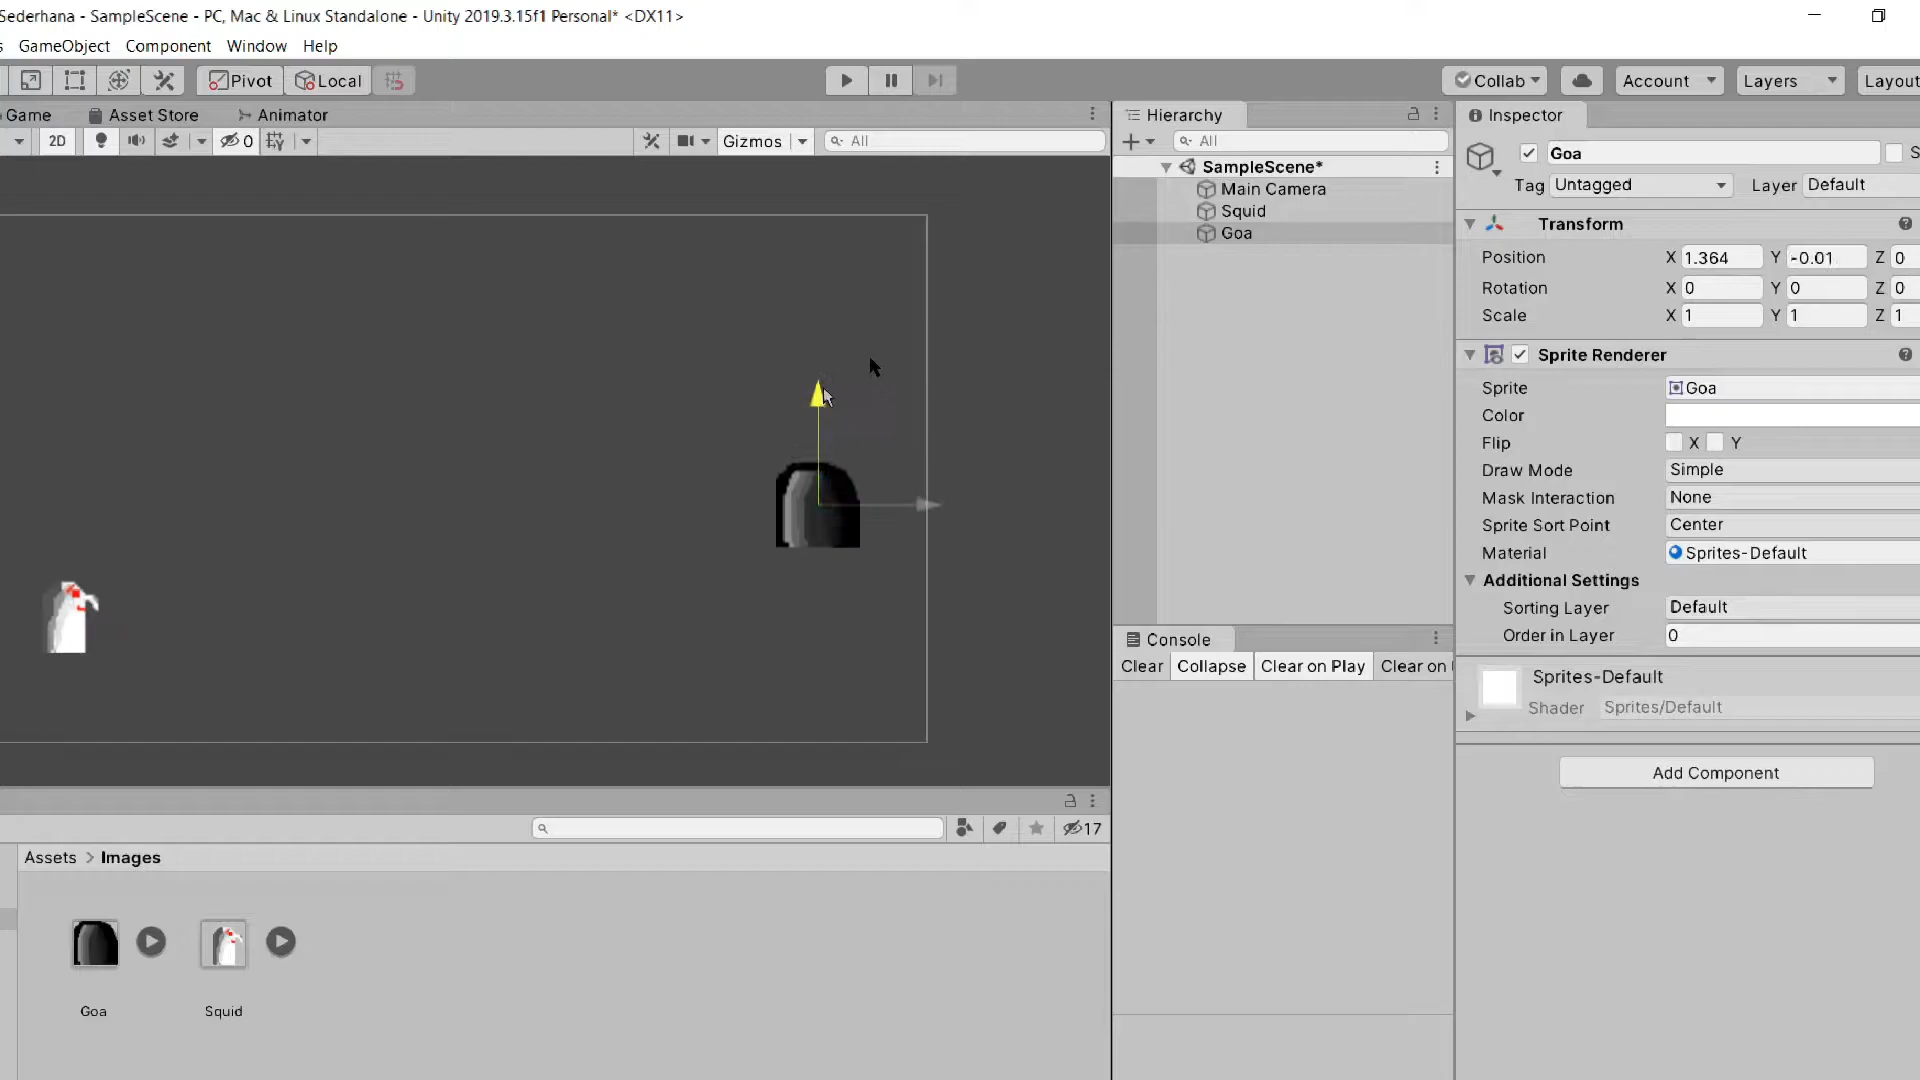 Sederhana - SampleScene - PC, Mac & Linux Standalone - Unity 2019.3.15f1 Personal* <DX11>
s GameObject Component Window Help
Pivot Local Collab Account Layers Layout
Game Asset Store Animator
2D 0 Gizmos All
Hierarchy
All
SampleScene*
Main Camera
Squid
Goa
Inspector
Goa S
Tag Untagged Layer Default
Transform
Position X 1.364 Y -0.01 Z 0
Rotation X 0 Y 0 Z 0
Scale X 1 Y 1 Z 1
Sprite Renderer
Sprite Goa
Color
Flip X Y
Draw Mode Simple
Mask Interaction None
Sprite Sort Point Center
Material Sprites-Default
Additional Settings
Sorting Layer Default
Order in Layer 0
Sprites-Default
Shader Sprites/Default
Add Component
Console
Clear Collapse Clear on Play Clear on
17
Assets > Images
Goa Squid